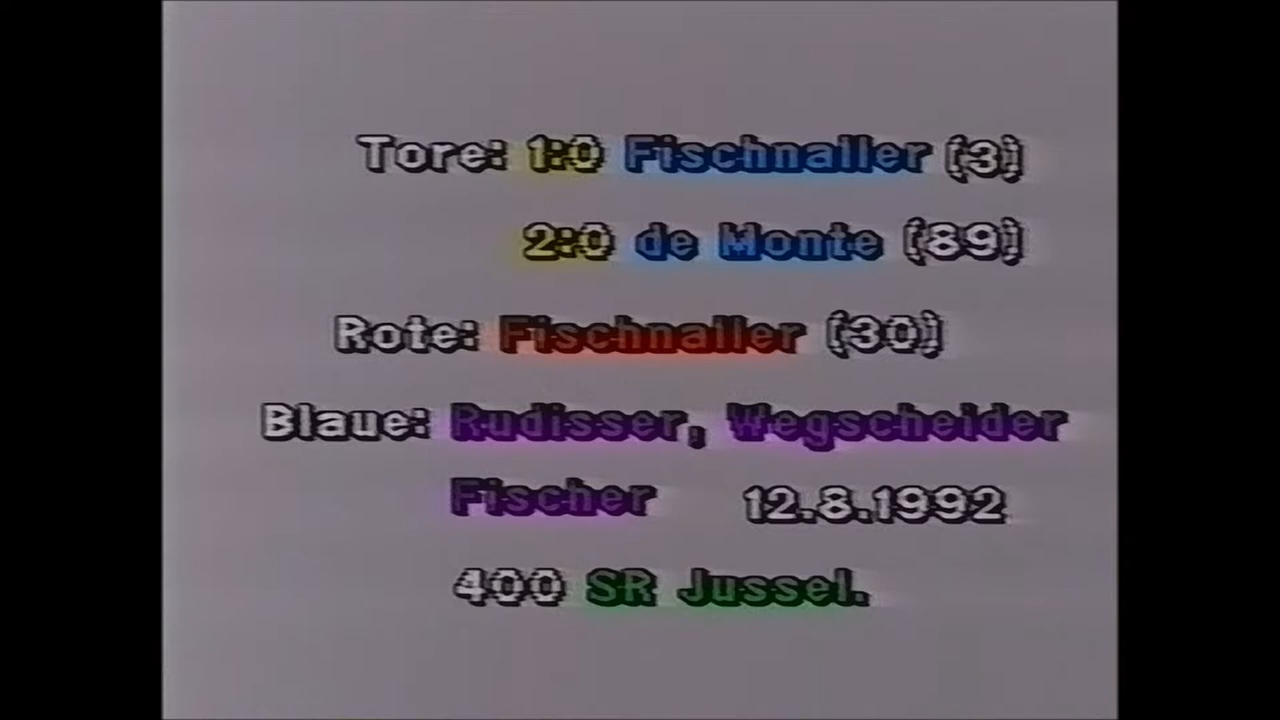 Tore: 1:0 Fischnaller (3)
2:0 de Monte (89)
Rote: Fischnaller (30)
Blaue: Rudisser, Wegscheider
Fischer 12.8.1992
400 SR Jussel.